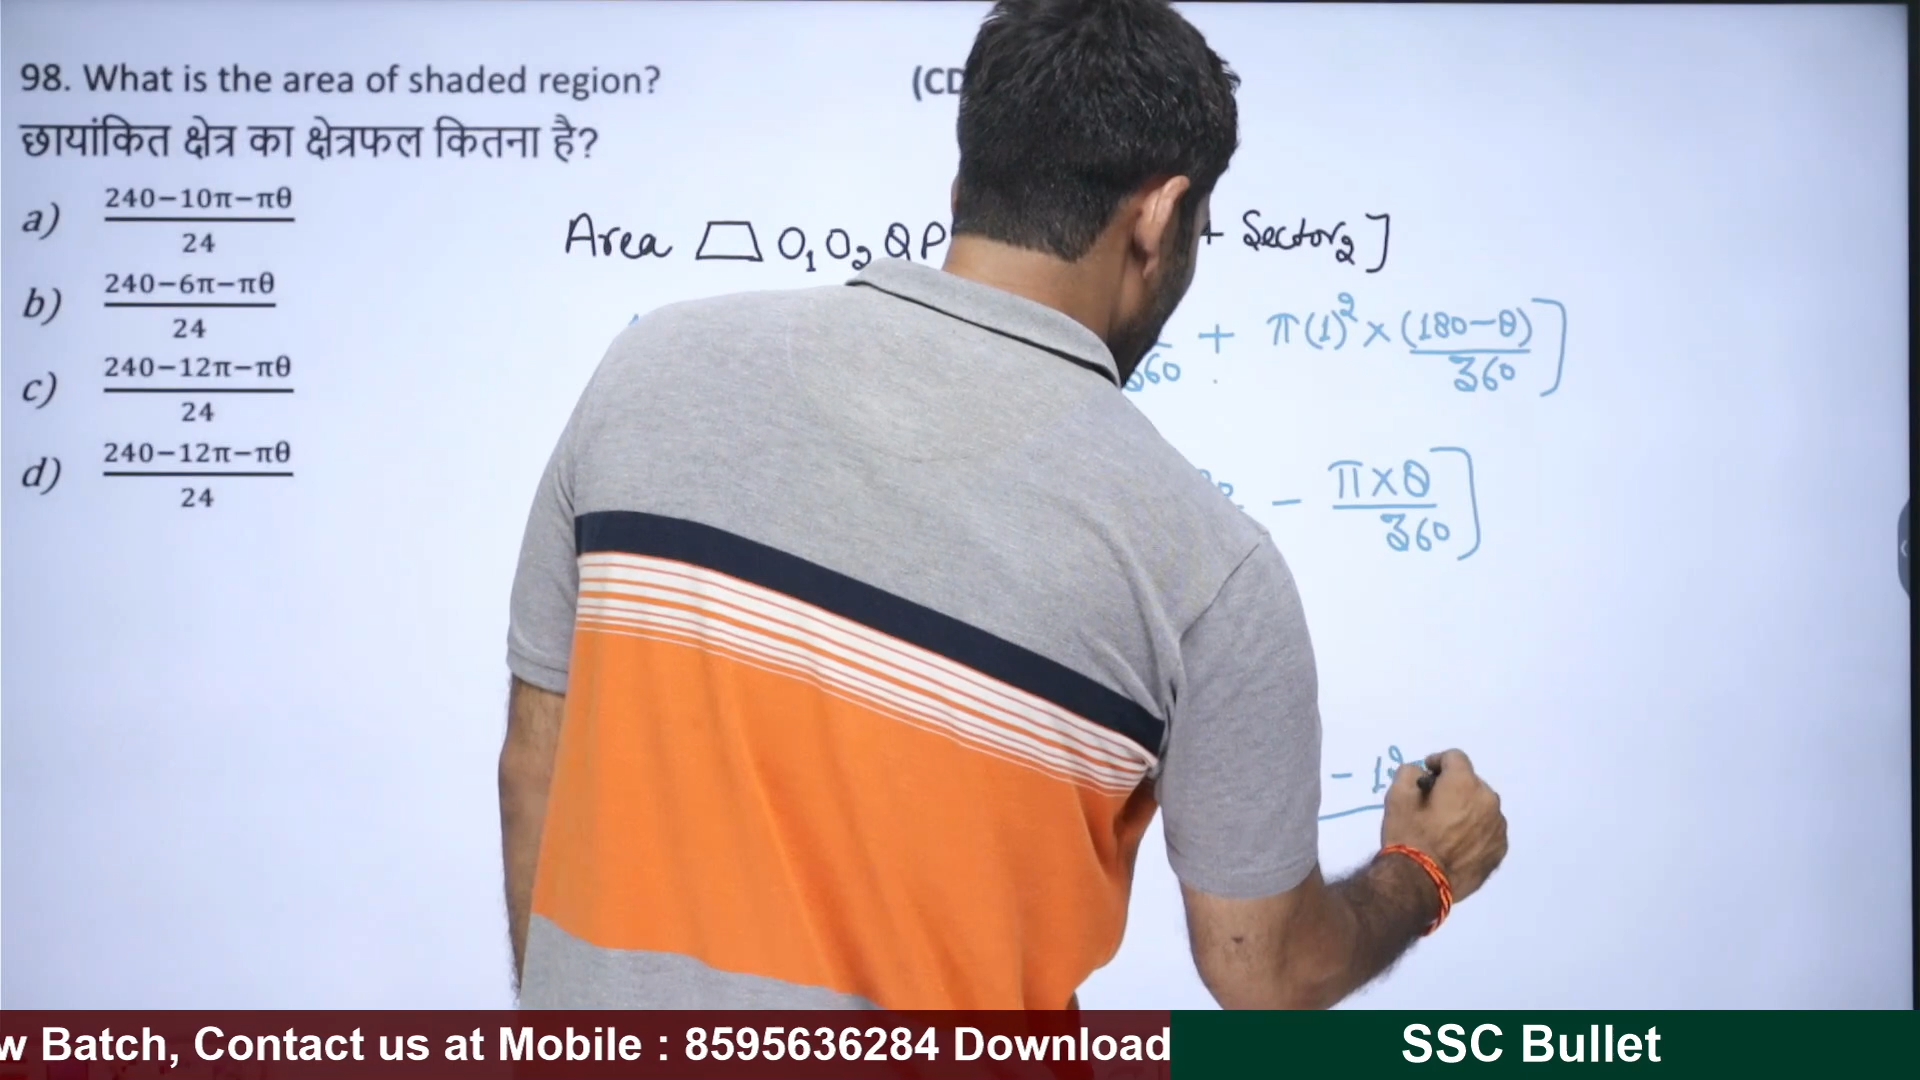 98. What is the area of shaded region? (CD
छायांकित क्षेत्र का क्षेत्रफल कितना है?
a) 240−10π−πθ
24
b) 240−6π−πθ
24
c) 240−12π−πθ
24
d) 240−12π−πθ
24
Area ⏢ O₁O₂QP + Sector₂]
360 + π(1)² × (180−θ)]
360
− π×θ]
360
− 12
w Batch, Contact us at Mobile : 8595636284 Download
SSC Bullet